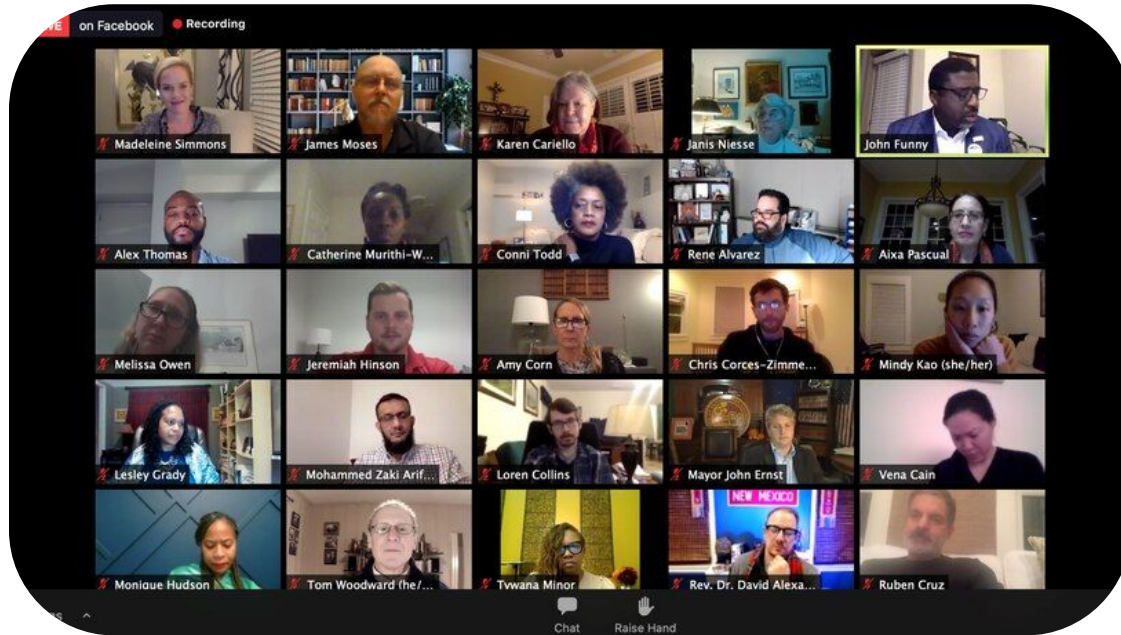 on Facebook Recording
Madeleine Simmons
James Moses
Karen Cariello
Janis Niesse
John Funny
Alex Thomas
Catherine Murithi-W...
Conni Todd
Rene Alvarez
Aixa Pascual
Melissa Owen
Jeremiah Hinson
Amy Corn
Chris Corces-Zimme...
Mindy Kao (she/her)
Lesley Grady
Mohammed Zaki Arif...
Loren Collins
Mayor John Ernst
Vena Cain
NEW MEXICO
Monique Hudson
Tom Woodward (he/...
Tywana Minor
Rev. Dr. David Alexa...
Ruben Cruz
Chat
Raise Hand